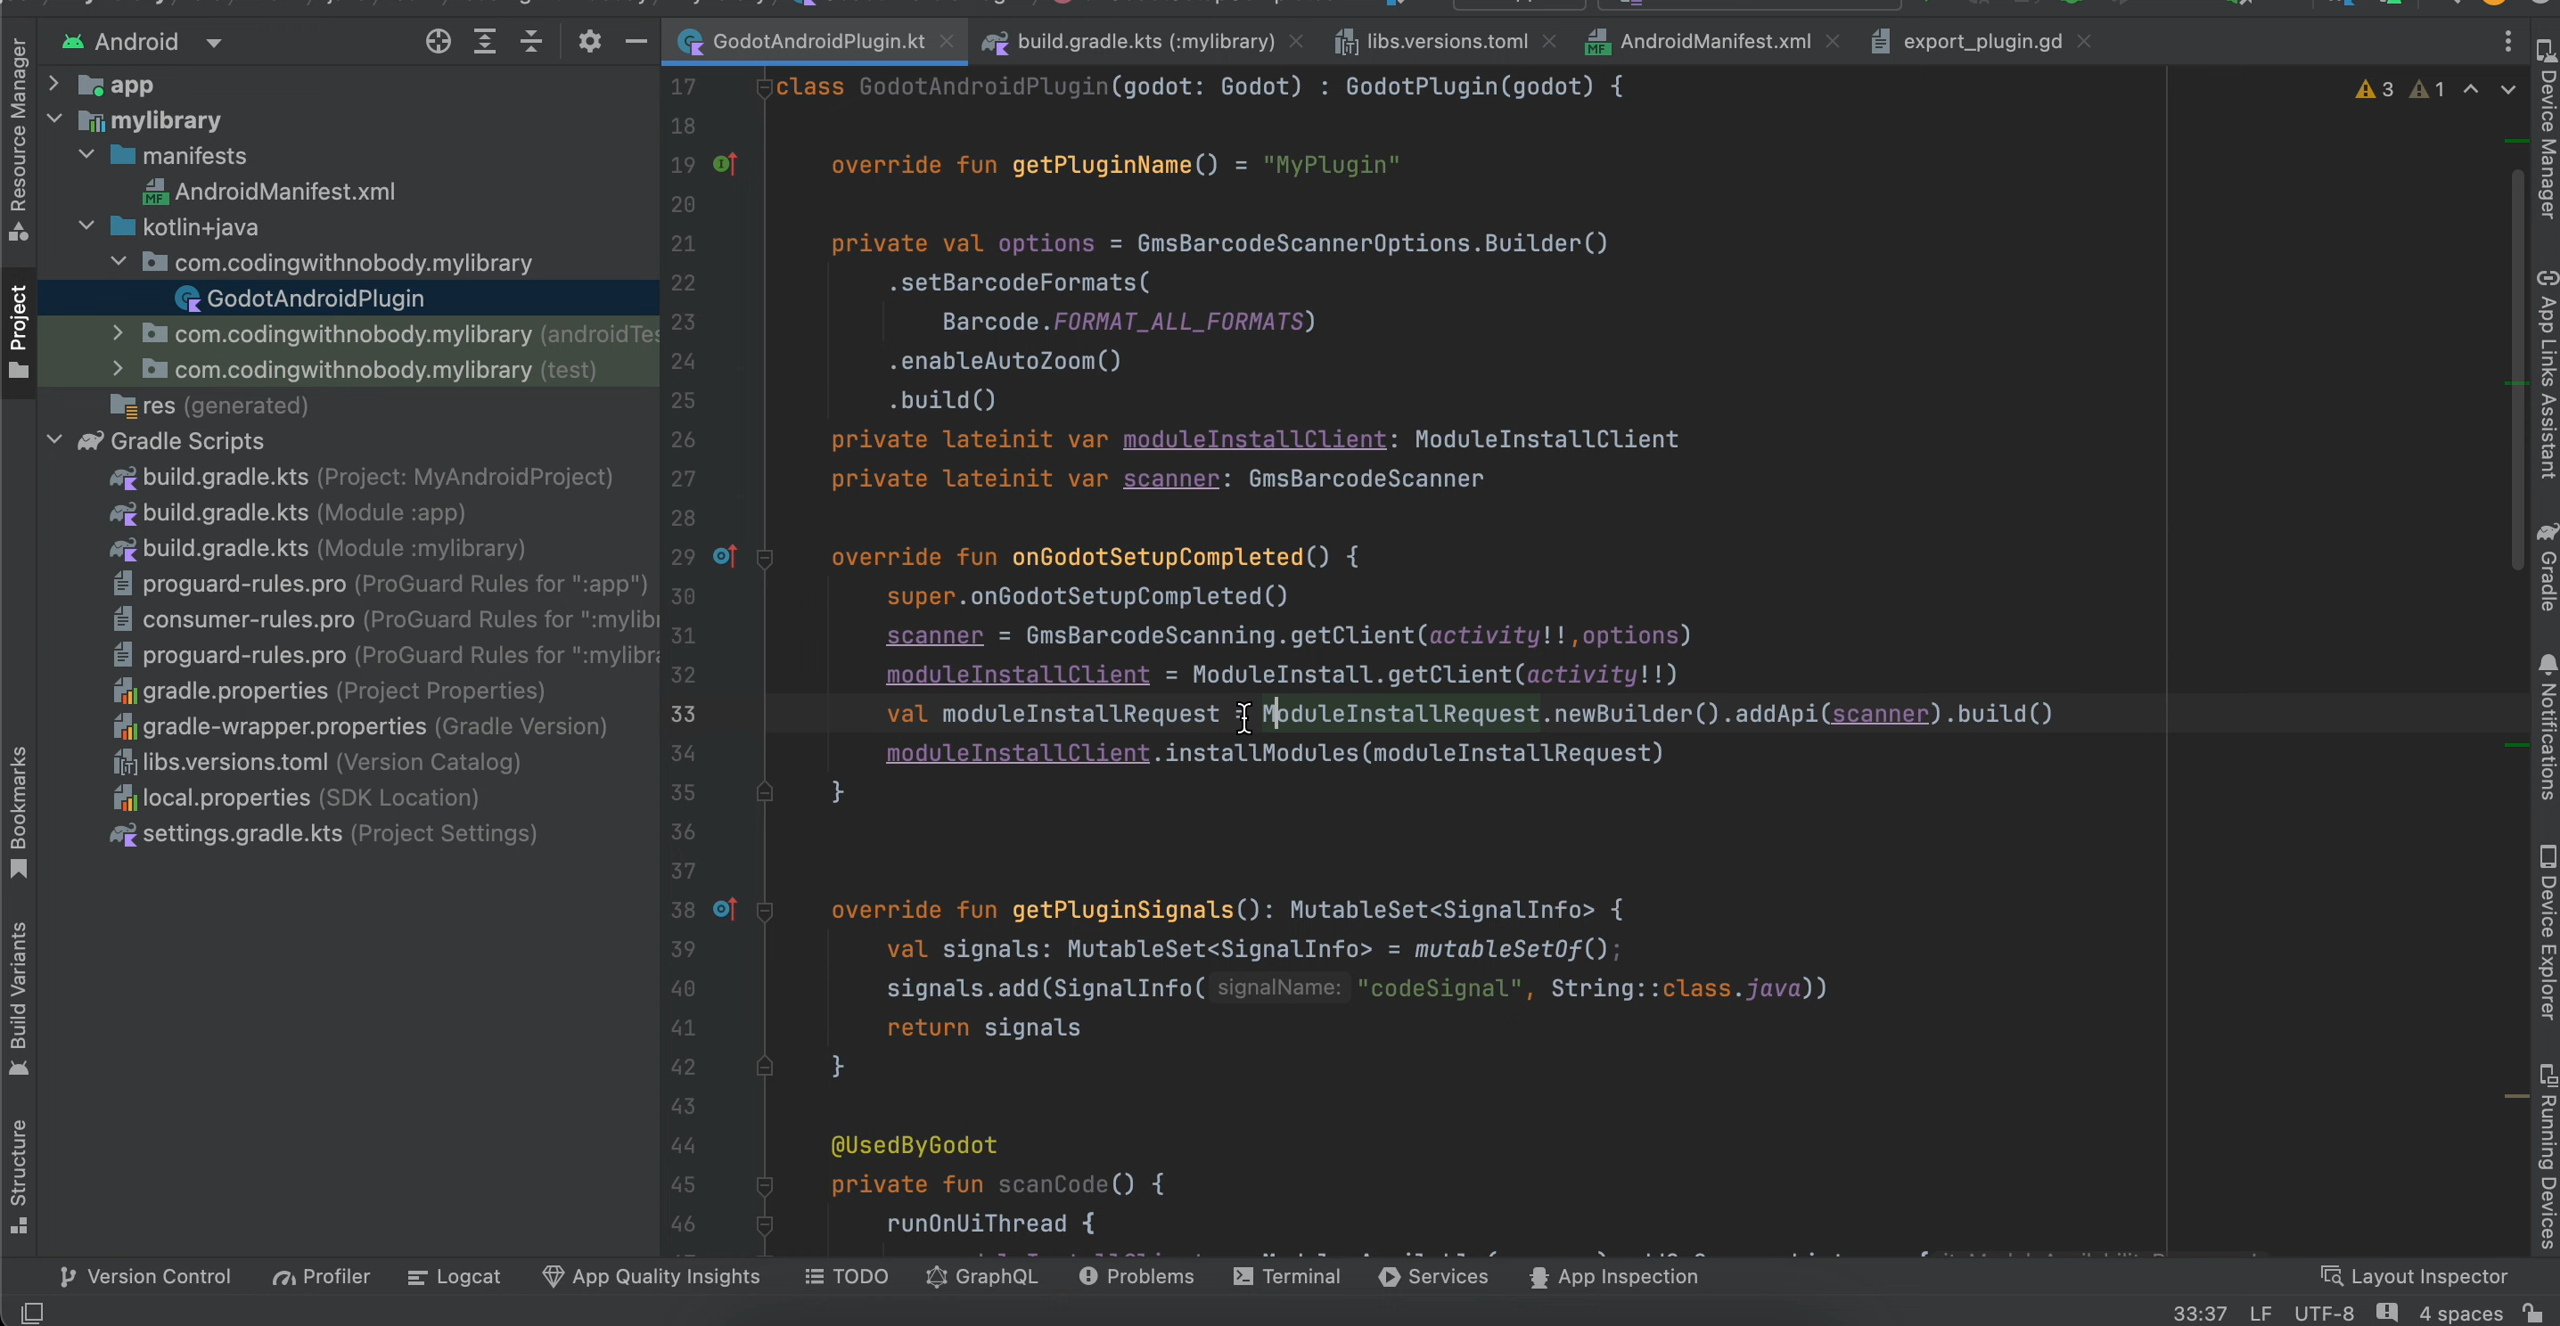 Android
GodotAndroidPlugin.kt
build.gradle.kts (:mylibrary)
libs.versions.toml
AndroidManifest.xml
export_plugin.gd
Resource Manager
Project
Bookmarks
Build Variants
Structure
app
mylibrary
manifests
AndroidManifest.xml
kotlin+java
com.codingwithnobody.mylibrary
GodotAndroidPlugin
com.codingwithnobody.mylibrary (androidTes
com.codingwithnobody.mylibrary (test)
res (generated)
Gradle Scripts
build.gradle.kts (Project: MyAndroidProject)
build.gradle.kts (Module :app)
build.gradle.kts (Module :mylibrary)
proguard-rules.pro (ProGuard Rules for ":app")
consumer-rules.pro (ProGuard Rules for ":mylibr
proguard-rules.pro (ProGuard Rules for ":mylibra
gradle.properties (Project Properties)
gradle-wrapper.properties (Gradle Version)
libs.versions.toml (Version Catalog)
local.properties (SDK Location)
settings.gradle.kts (Project Settings)
3 1
17 class GodotAndroidPlugin(godot: Godot) : GodotPlugin(godot) {
18
19 override fun getPluginName() = "MyPlugin"
20
21 private val options = GmsBarcodeScannerOptions.Builder()
22 .setBarcodeFormats(
23 Barcode.FORMAT_ALL_FORMATS)
24 .enableAutoZoom()
25 .build()
26 private lateinit var moduleInstallClient: ModuleInstallClient
27 private lateinit var scanner: GmsBarcodeScanner
28
29 override fun onGodotSetupCompleted() {
30 super.onGodotSetupCompleted()
31 scanner = GmsBarcodeScanning.getClient(activity!!,options)
32 moduleInstallClient = ModuleInstall.getClient(activity!!)
33 val moduleInstallRequest = ModuleInstallRequest.newBuilder().addApi(scanner).build()
34 moduleInstallClient.installModules(moduleInstallRequest)
35 }
36
37
38 override fun getPluginSignals(): MutableSet<SignalInfo> {
39 val signals: MutableSet<SignalInfo> = mutableSetOf();
40 signals.add(SignalInfo( signalName: "codeSignal", String::class.java))
41 return signals
42 }
43
44 @UsedByGodot
45 private fun scanCode() {
46 runOnUiThread {
Device Manager
App Links Assistant
Gradle
Notifications
Device Explorer
Running Devices
Version Control
Profiler
Logcat
App Quality Insights
TODO
GraphQL
Problems
Terminal
Services
App Inspection
Layout Inspector
33:37 LF UTF-8 4 spaces